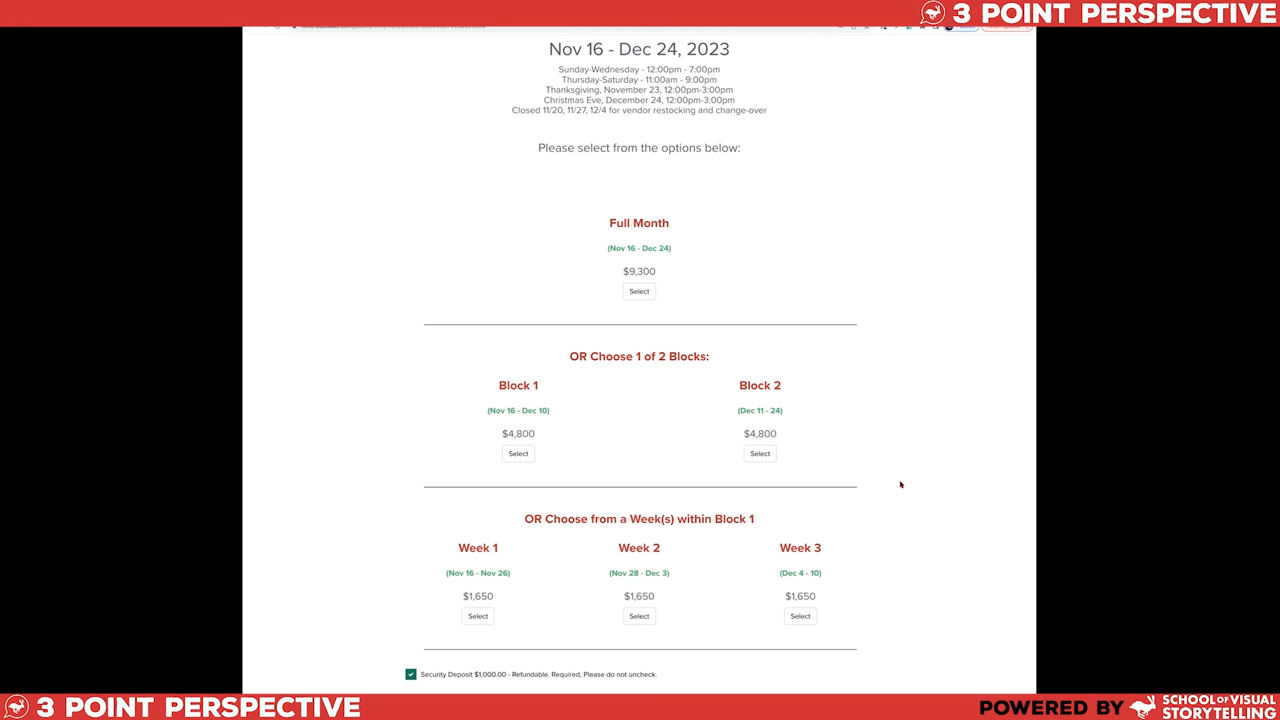 3 POINT PERSPECTIVE
Nov 16 - Dec 24, 2023
Sunday-Wednesday - 12:00pm - 7:00pm
Thursday-Saturday - 11:00am - 9:00pm
Thanksgiving, November 23, 12:00pm-3:00pm
Christmas Eve, December 24, 12:00pm-3:00pm
Closed 11/20, 11/27, 12/4 for vendor restocking and change-over
Please select from the options below:
Full Month
(Nov 16 - Dec 24)
$9,300
Select
OR Choose 1 of 2 Blocks:
Block 1 Block 2
(Nov 16 - Dec 10) (Dec 11 - 24)
$4,800 $4,800
Select Select
OR Choose from a Week(s) within Block 1
Week 1 Week 2 Week 3
(Nov 16 - Nov 26) (Nov 28 - Dec 3) (Dec 4 - 10)
$1,650 $1,650 $1,650
Select Select Select
Security Deposit $1,000.00 - Refundable. Required, Please do not uncheck.
3 POINT PERSPECTIVE
POWERED BY SCHOOL OF VISUAL
STORYTELLING